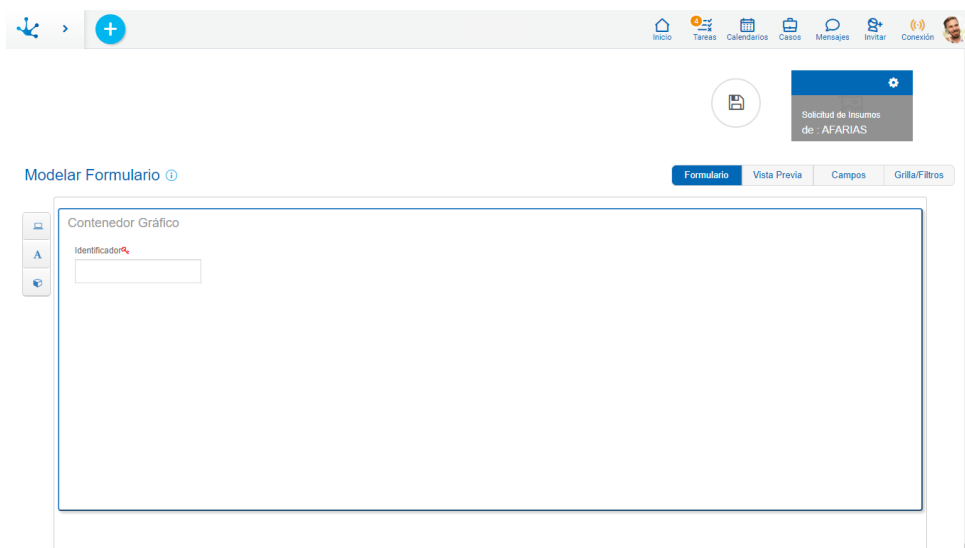 4
Inicio Tareas Calendarios Casos Mensajes Invitar Conexión
Solicitud de Insumos
de : AFARIAS
Modelar Formulario
Formulario Vista Previa Campos Grilla/Filtros
Contenedor Gráfico
A
Identificador